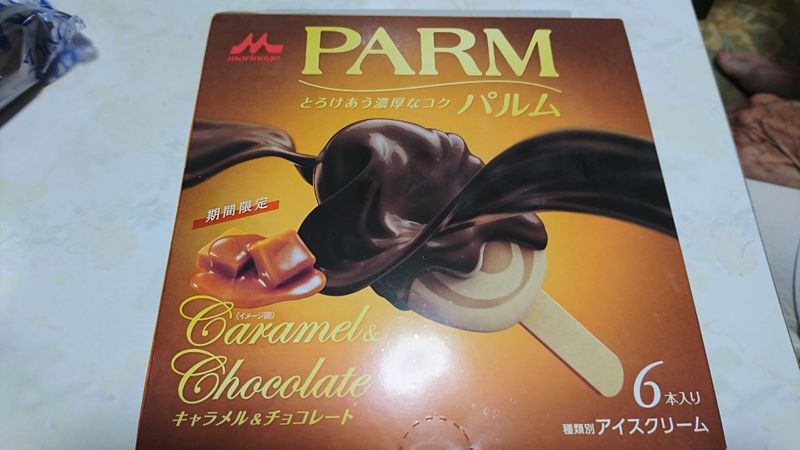 morinaga
PARM
とろけあう濃厚なコク パルム
期間限定
(イメージ図)
Caramel &
Chocolate
キャラメル&チョコレート
6本入り
種類別 アイスクリーム